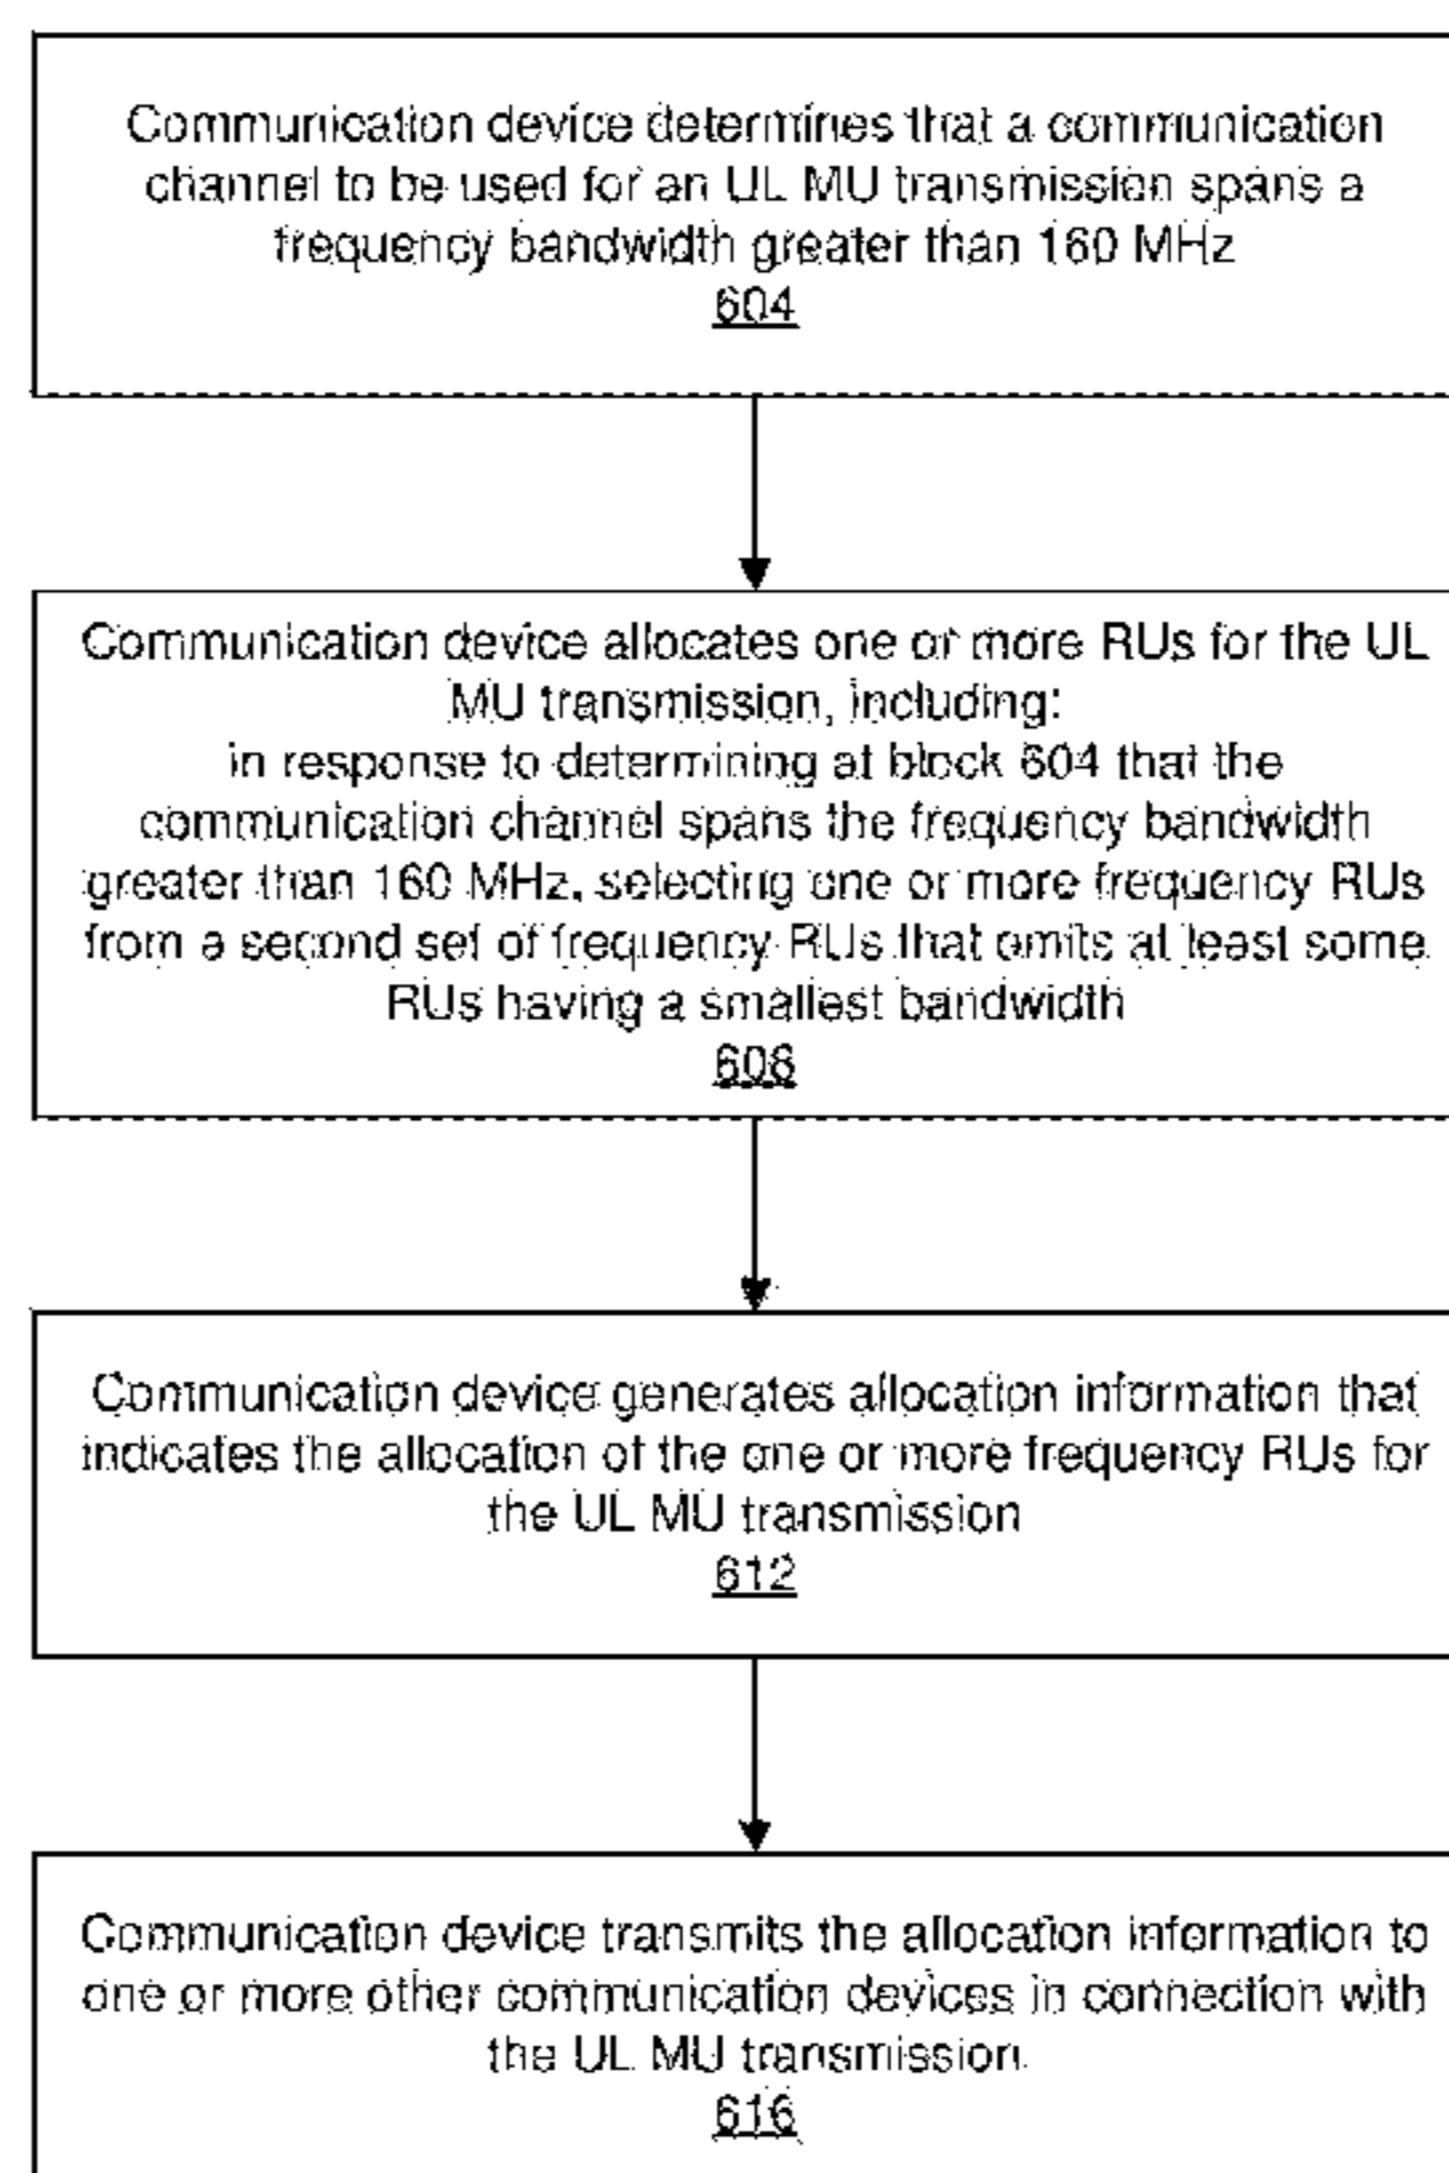 Communication device determines that a communication
channel to be used for an UL MU transmission spans a
frequency bandwidth greater than 160 MHz
604
Communication device allocates one or more RUs for the UL
MU transmission, including:
in response to determining at block 604 that the
communication channel spans the frequency bandwidth
greater than 160 MHz, selecting one or more frequency RUs
from a second set of frequency RUs that omits at least some
RUs having a smallest bandwidth
608
Communication device generates allocation information that
indicates the allocation of the one or more frequency RUs for
the UL MU transmission
612
Communication device transmits the allocation information to
one or more other communication devices in connection with
the UL MU transmission
616